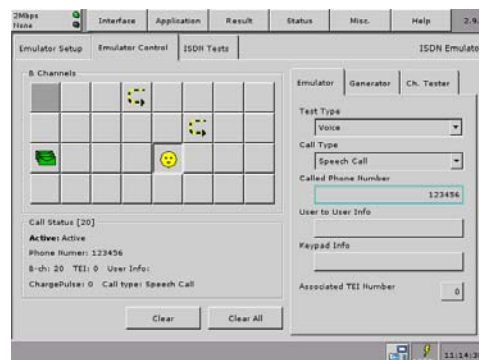 2Mbps
None
Interface
Application
Result
Status
Misc.
Help
2.9
Emulator Setup
Emulator Control
ISDN Tests
ISDN Emulato
B Channels
Call Status [20]
Active: Active
Phone Numer: 123456
B-ch: 20 TEI: 0 User Info:
ChargePulse: 0 Call type: Speech Call
Clear
Clear All
Emulator
Generator
Ch. Tester
Test Type
Voice
Call Type
Speech Call
Called Phone Number
123456
User to User Info
Keypad Info
Associated TEI Number
0
11:14:3